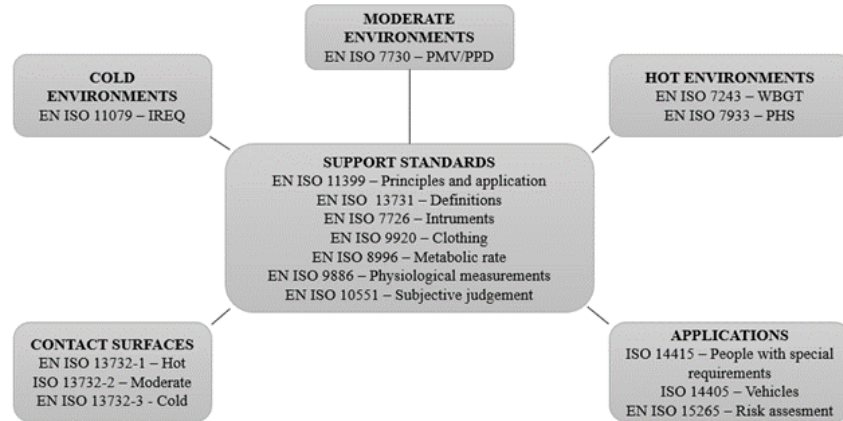 MODERATE
ENVIRONMENTS
EN ISO 7730 – PMV/PPD
COLD
ENVIRONMENTS
EN ISO 11079 – IREQ
HOT ENVIRONMENTS
EN ISO 7243 – WBGT
EN ISO 7933 – PHS
SUPPORT STANDARDS
EN ISO 11399 – Principles and application
EN ISO 13731 – Definitions
EN ISO 7726 – Intruments
EN ISO 9920 – Clothing
EN ISO 8996 – Metabolic rate
EN ISO 9886 – Physiological measurements
EN ISO 10551 – Subjective judgement
CONTACT SURFACES
EN ISO 13732-1 – Hot
ISO 13732-2 – Moderate
EN ISO 13732-3 - Cold
APPLICATIONS
ISO 14415 – People with special
requirements
ISO 14405 – Vehicles
EN ISO 15265 – Risk assesment